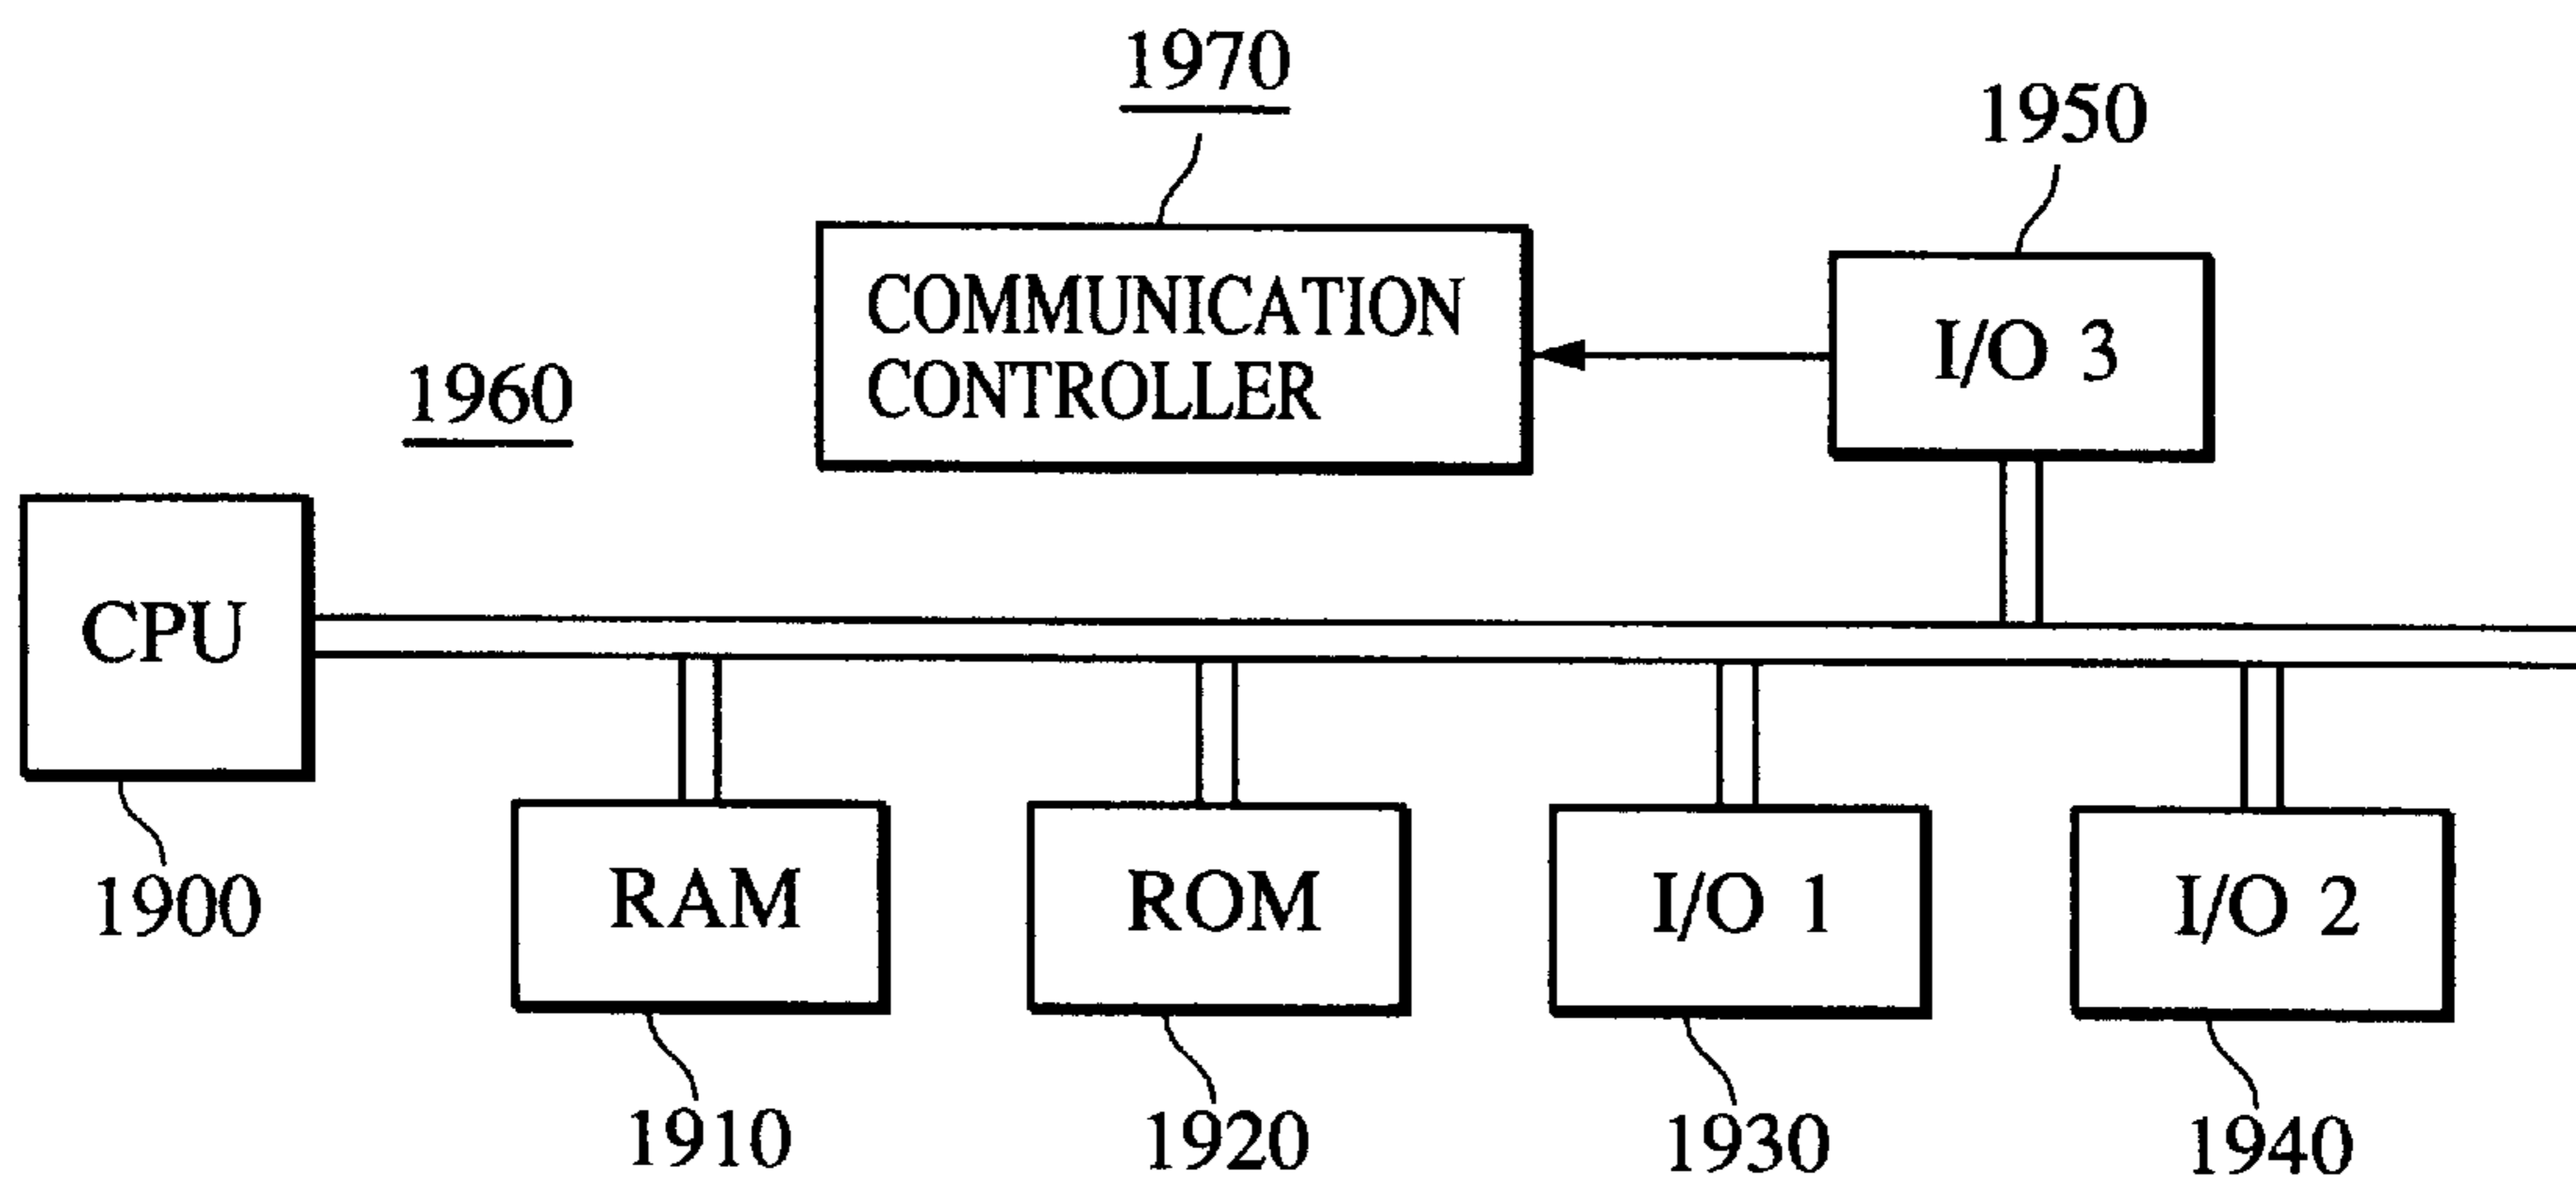 1970
1950
COMMUNICATION
CONTROLLER
I/O 3
1960
CPU
1900
RAM
ROM
I/O 1
I/O 2
1910
1920
1930
1940